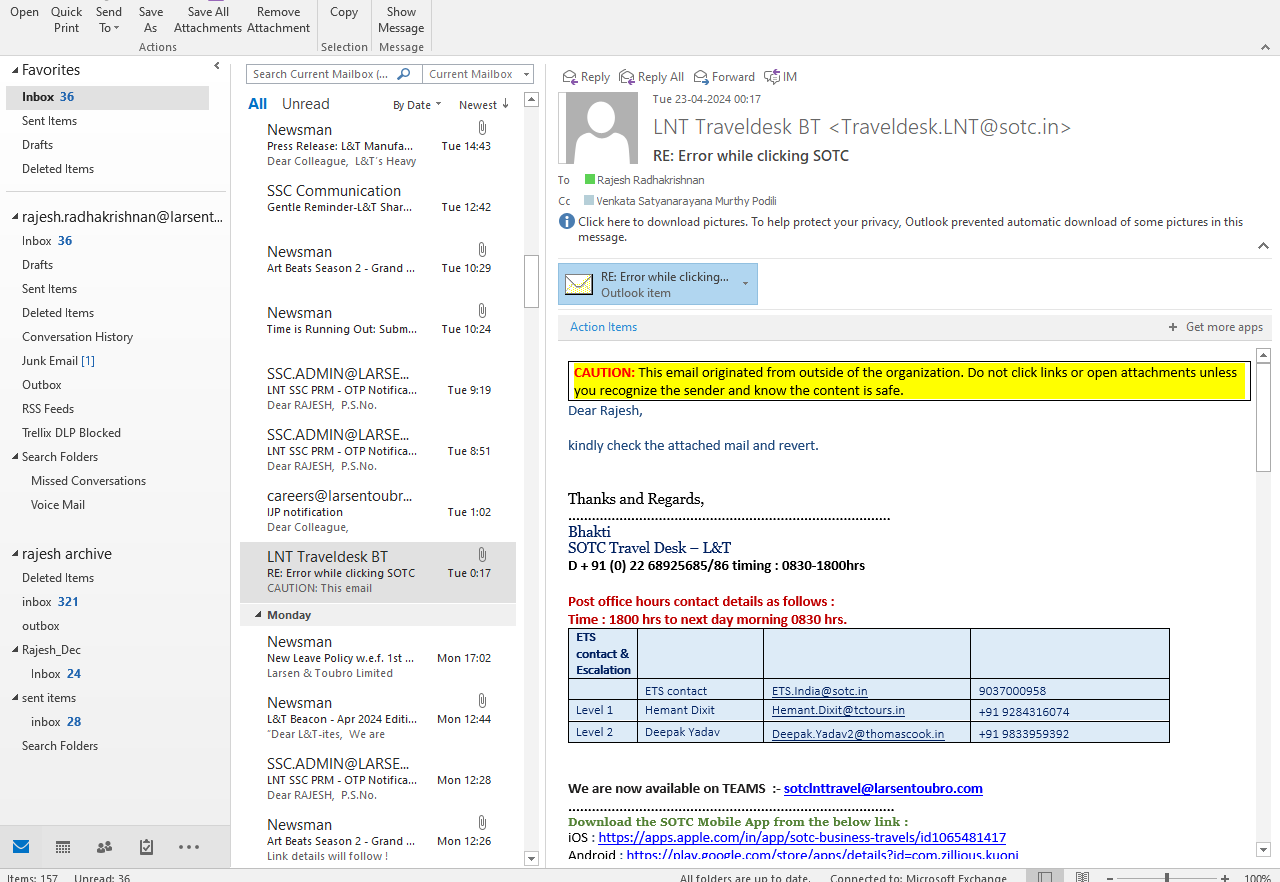 Open
Quick Print
Send To
Save As
Save All Attachments
Remove Attachment
Copy
Show Message
Actions
Selection
Message
Favorites
Inbox 36
Sent Items
Drafts
Deleted Items
rajesh.radhakrishnan@larsent...
Inbox 36
Drafts
Sent Items
Deleted Items
Conversation History
Junk Email [1]
Outbox
RSS Feeds
Trellix DLP Blocked
Search Folders
Missed Conversations
Voice Mail
rajesh archive
Deleted Items
inbox 321
outbox
Rajesh_Dec
Inbox 24
sent items
inbox 28
Search Folders
Search Current Mailbox (...
Current Mailbox
All Unread By Date Newest
Newsman
Press Release: L&T Manufa... Tue 14:43
Dear Colleague, L&T's Heavy
SSC Communication
Gentle Reminder-L&T Shar... Tue 12:42
Newsman
Art Beats Season 2 - Grand ... Tue 10:29
Newsman
Time is Running Out: Subm... Tue 10:24
SSC.ADMIN@LARSE...
LNT SSC PRM - OTP Notifica... Tue 9:19
Dear RAJESH, P.S.No.
SSC.ADMIN@LARSE...
LNT SSC PRM - OTP Notifica... Tue 8:51
Dear RAJESH, P.S.No.
careers@larsentoubr...
IJP notification Tue 1:02
Dear Colleague,
LNT Traveldesk BT
RE: Error while clicking SOTC Tue 0:17
CAUTION: This email
Monday
Newsman
New Leave Policy w.e.f. 1st ... Mon 17:02
Larsen & Toubro Limited
Newsman
L&T Beacon - Apr 2024 Editi... Mon 12:44
"Dear L&T-ites, We are
SSC.ADMIN@LARSE...
LNT SSC PRM - OTP Notifica... Mon 12:28
Dear RAJESH, P.S.No.
Newsman
Art Beats Season 2 - Grand ... Mon 12:26
Link details will follow !
Reply Reply All Forward IM
Tue 23-04-2024 00:17
LNT Traveldesk BT <Traveldesk.LNT@sotc.in>
RE: Error while clicking SOTC
To Rajesh Radhakrishnan
Cc Venkata Satyanarayana Murthy Podili
Click here to download pictures. To help protect your privacy, Outlook prevented automatic download of some pictures in this
message.
RE: Error while clicking...
Outlook item
Action Items + Get more apps
CAUTION: This email originated from outside of the organization. Do not click links or open attachments unless
you recognize the sender and know the content is safe.
Dear Rajesh,
kindly check the attached mail and revert.
Thanks and Regards,
...................................................................................
Bhakti
SOTC Travel Desk – L&T
D + 91 (0) 22 68925685/86 timing : 0830-1800hrs
Post office hours contact details as follows :
Time : 1800 hrs to next day morning 0830 hrs.
ETS
contact &
Escalation
ETS contact ETS.India@sotc.in 9037000958
Level 1 Hemant Dixit Hemant.Dixit@tctours.in +91 9284316074
Level 2 Deepak Yadav Deepak.Yadav2@thomascook.in +91 9833959392
We are now available on TEAMS :- sotclnttravel@larsentoubro.com
....................................................................................
Download the SOTC Mobile App from the below link :
iOS : https://apps.apple.com/in/app/sotc-business-travels/id1065481417
Android : https://play.google.com/store/apps/details?id=com.zillious.kuoni
Items: 157 Unread: 36 All folders are up to date. Connected to: Microsoft Exchange 100%